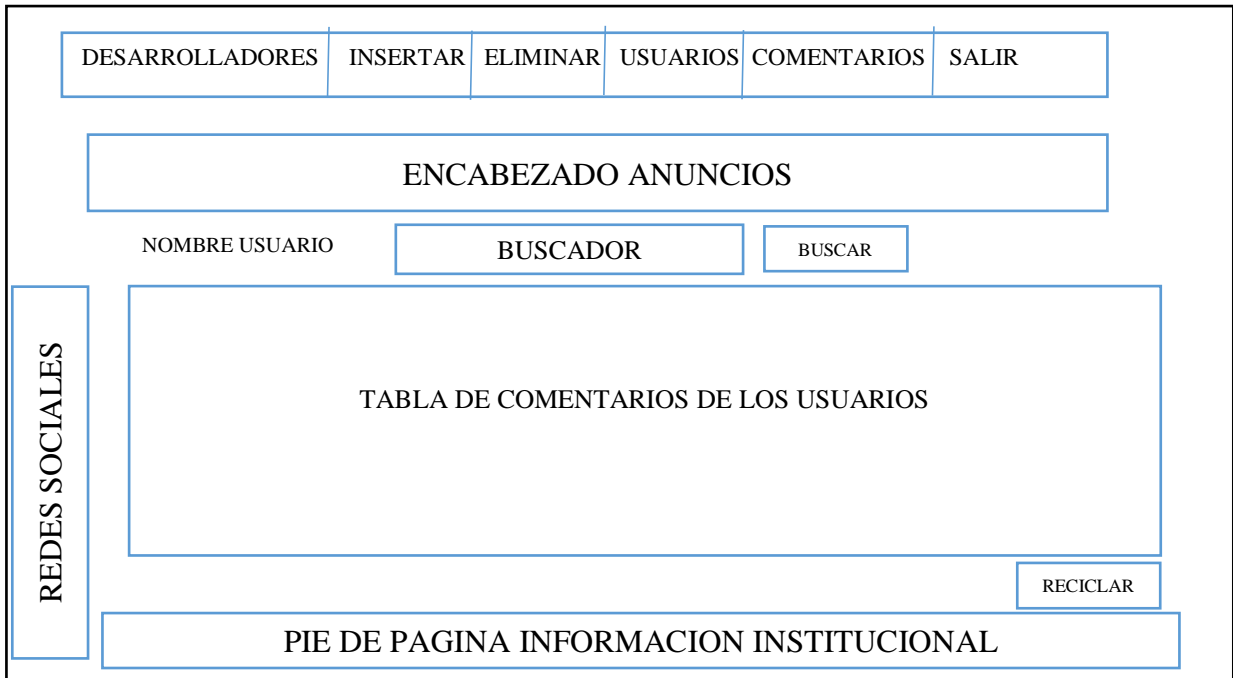 DESARROLLADORES INSERTAR ELIMINAR USUARIOS COMENTARIOS SALIR
ENCABEZADO ANUNCIOS
NOMBRE USUARIO BUSCADOR BUSCAR
REDES SOCIALES
TABLA DE COMENTARIOS DE LOS USUARIOS
RECICLAR
PIE DE PAGINA INFORMACION INSTITUCIONAL